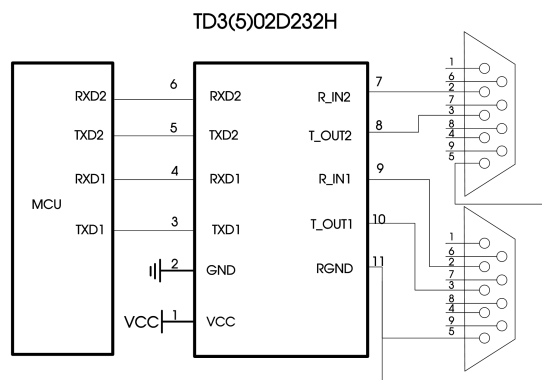 TD3(5)02D232H
MCU
RXD2
TXD2
RXD1
TXD1
6
5
4
3
2
1
VCC
RXD2
TXD2
RXD1
TXD1
GND
VCC
R_IN2
T_OUT2
R_IN1
T_OUT1
RGND
7
8
9
10
11
1
6
2
7
3
8
4
9
5
1
6
2
7
3
8
4
9
5